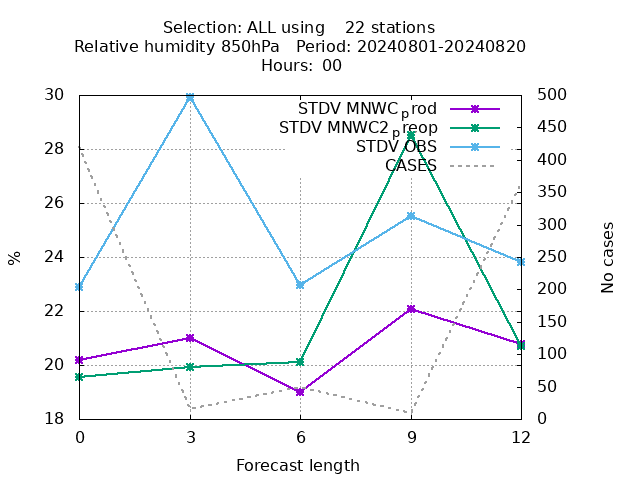 Selection: ALL using    22 stations
Relative humidity 850hPa   Period: 20240801-20240820
Hours: 00
STDV MNWC_prod
STDV MNWC2_preop
STDV OBS
CASES
30
28
26
24
22
20
18
%
500
450
400
350
300
250
200
150
100
50
0
No cases
0 3 6 9 12
Forecast length